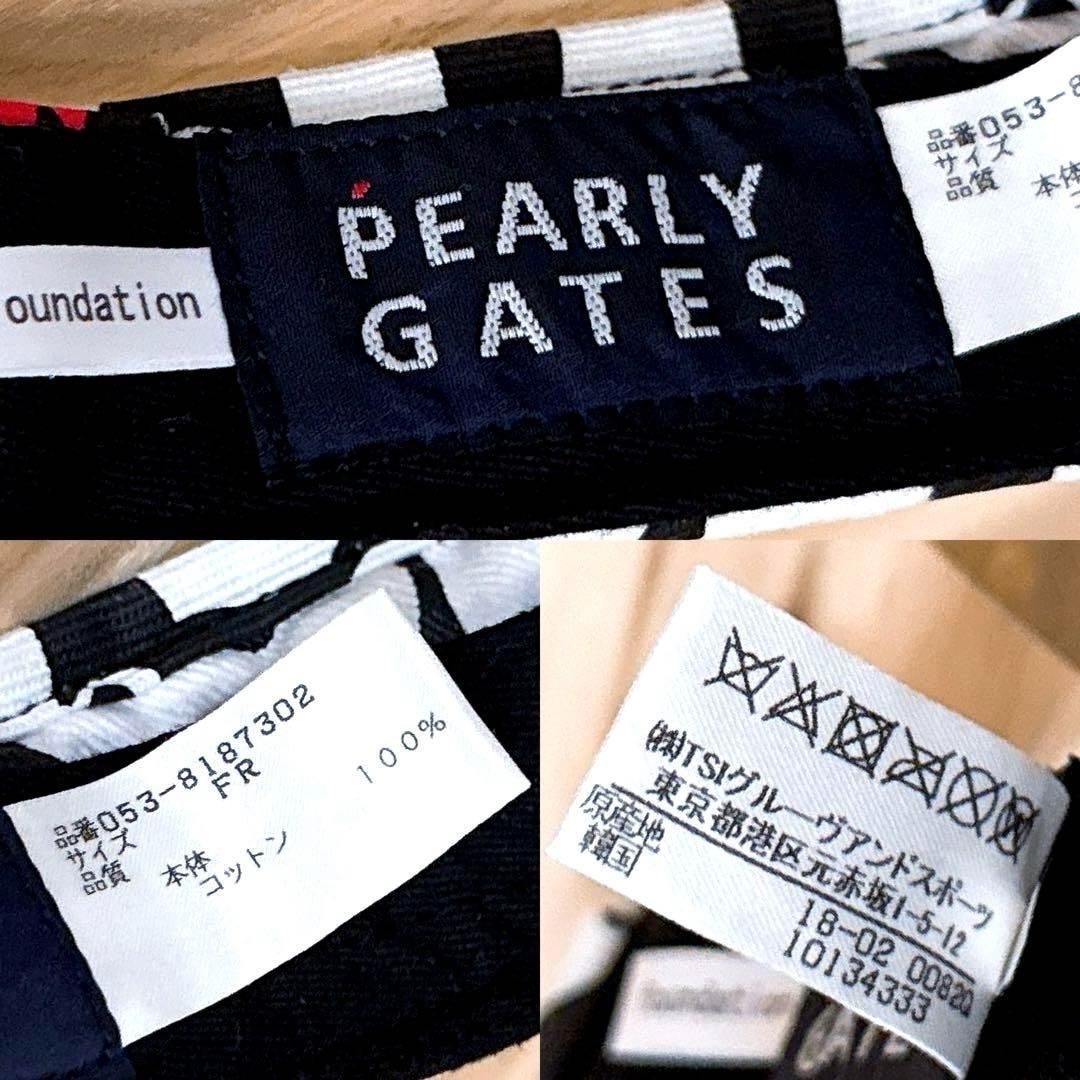 PEARLY
GATES
oundation
品番053-8
サイズ
品質 本体
品番053-8187302
サイズ FR
品質 本体 100%
コットン
㈱TSIグルーヴアンドスポーツ
東京都港区元赤坂1-5-12
原産地
韓国
18-02 00820
10134333
oundation